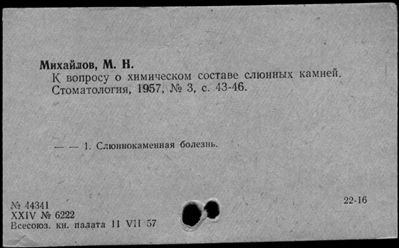 Михайлов, М. Н.
К вопросу о химическом составе слюнных камней.
Стоматология, 1957, № 3, с. 43-46.
— — 1. Слюннокаменная болезнь.
№ 44341
22-16
XXIV № 6222
Всесоюз. кн. палата 11 VII 57